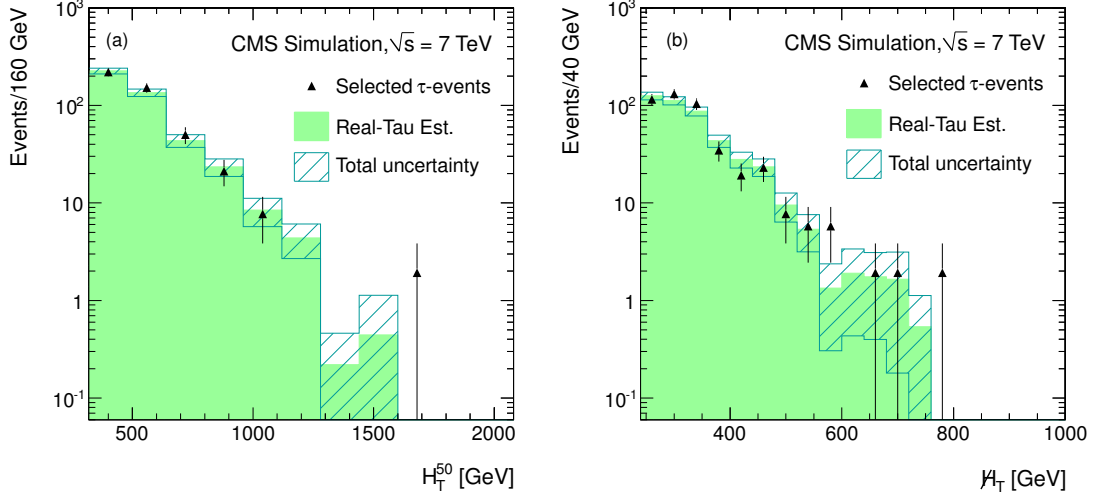 Events/160 GeV
(a)
CMS Simulation, √s = 7 TeV
Selected τ-events
Real-Tau Est.
Total uncertainty
10³
10²
10
1
10⁻¹
500 1000 1500 2000
H_T^50 [GeV]
Events/40 GeV
(b)
CMS Simulation, √s = 7 TeV
Selected τ-events
Real-Tau Est.
Total uncertainty
10³
10²
10
1
10⁻¹
400 600 800 1000
H̸_T [GeV]